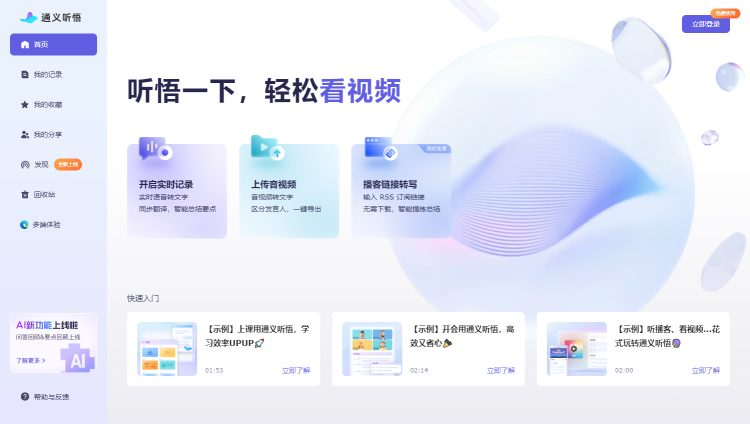 通义听悟
首页
我的记录
我的收藏
我的分享
发现
全新上线
回收站
多端体验
AI新功能上线啦
问答回顾&要点回顾上线
了解更多 >
AI
帮助与反馈
免费领时
立即登录
听悟一下，轻松看视频
开启实时记录
实时语音转文字
同步翻译，智能总结要点
上传音视频
音视频转文字
区分发言人，一键导出
限时免费
播客链接转写
输入 RSS 订阅链接
无需下载，智能提炼总结
快速入门
【示例】上课用通义听悟，学
习效率UPUP🚀
01:53
立即了解
【示例】开会用通义听悟，高
效又省心🎉
02:14
立即了解
【示例】听播客、看视频...花
式玩转通义听悟🔮
02:00
立即了解